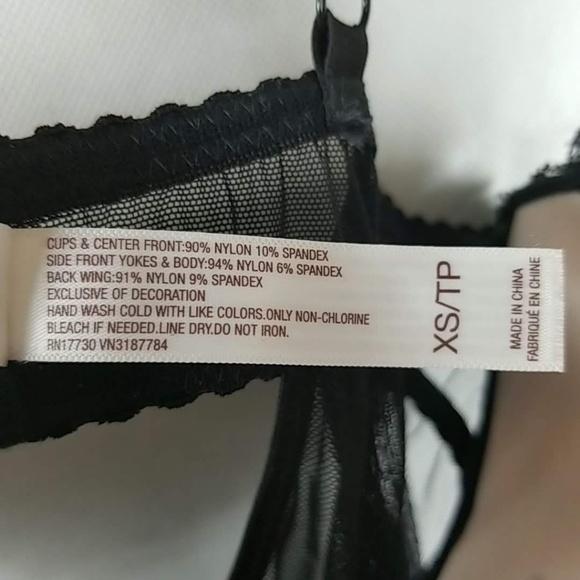 CUPS & CENTER FRONT:90% NYLON 10% SPANDEX
SIDE FRONT YOKES & BODY:94% NYLON 6% SPANDEX
BACK WING:91% NYLON 9% SPANDEX
EXCLUSIVE OF DECORATION
HAND WASH COLD WITH LIKE COLORS.ONLY NON-CHLORINE
BLEACH IF NEEDED.LINE DRY.DO NOT IRON.
RN17730 VN3187784
XS/TP
MADE IN CHINA
FABRIQUÉ EN CHINE